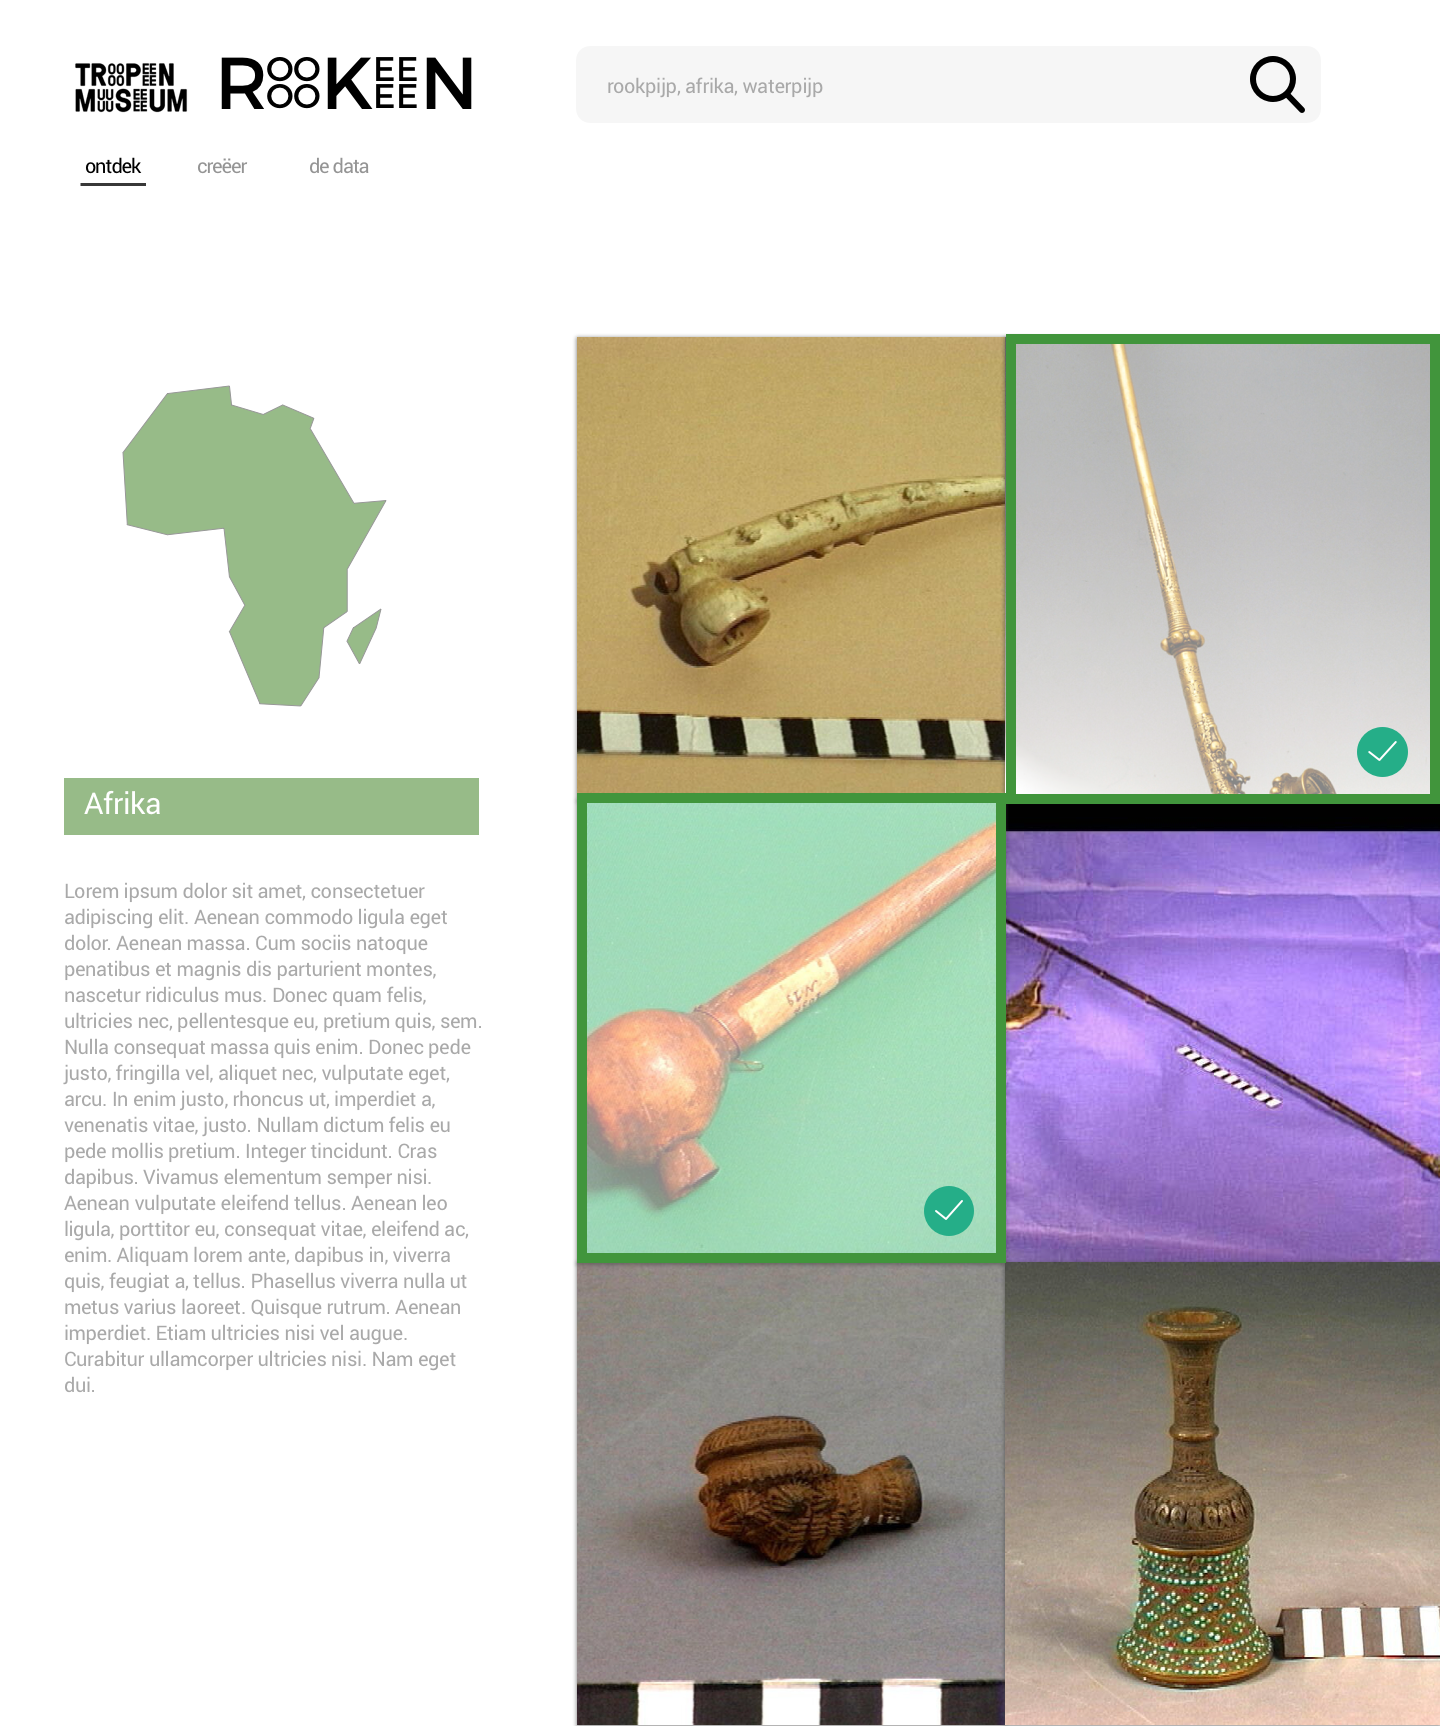 TROOOOPEEEEN
MUUUUSEEEEUM
ROOOOKEEEEN
rookpijp, afrika, waterpijp
ontdek
creëer
de data
Afrika
Lorem ipsum dolor sit amet, consectetuer
adipiscing elit. Aenean commodo ligula eget
dolor. Aenean massa. Cum sociis natoque
penatibus et magnis dis parturient montes,
nascetur ridiculus mus. Donec quam felis,
ultricies nec, pellentesque eu, pretium quis, sem.
Nulla consequat massa quis enim. Donec pede
justo, fringilla vel, aliquet nec, vulputate eget,
arcu. In enim justo, rhoncus ut, imperdiet a,
venenatis vitae, justo. Nullam dictum felis eu
pede mollis pretium. Integer tincidunt. Cras
dapibus. Vivamus elementum semper nisi.
Aenean vulputate eleifend tellus. Aenean leo
ligula, porttitor eu, consequat vitae, eleifend ac,
enim. Aliquam lorem ante, dapibus in, viverra
quis, feugiat a, tellus. Phasellus viverra nulla ut
metus varius laoreet. Quisque rutrum. Aenean
imperdiet. Etiam ultricies nisi vel augue.
Curabitur ullamcorper ultricies nisi. Nam eget
dui.